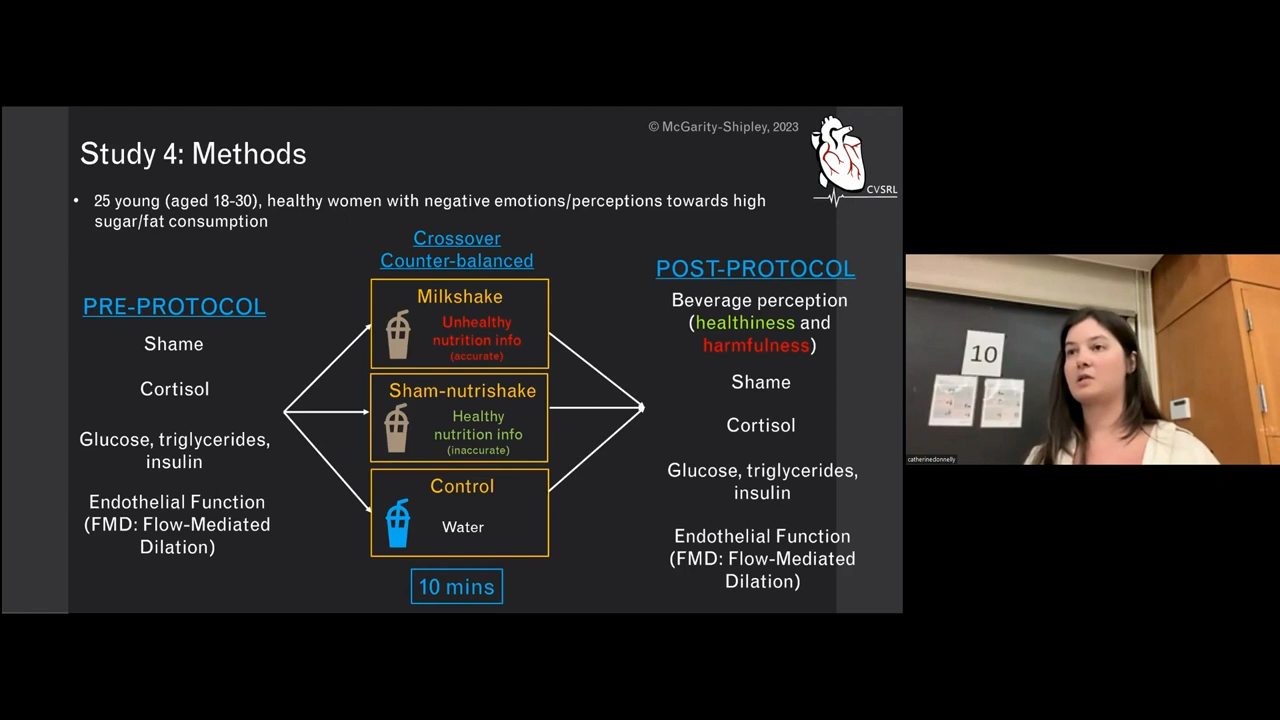 © McGarity-Shipley, 2023
Study 4: Methods
CVSRL
• 25 young (aged 18-30), healthy women with negative emotions/perceptions towards high
sugar/fat consumption
Crossover
Counter-balanced
PRE-PROTOCOL
Shame
Cortisol
Glucose, triglycerides,
insulin
Endothelial Function
(FMD: Flow-Mediated
Dilation)
Milkshake
Unhealthy
nutrition info
(accurate)
Sham-nutrishake
Healthy
nutrition info
(inaccurate)
Control
Water
10 mins
POST-PROTOCOL
Beverage perception
(healthiness and
harmfulness)
Shame
Cortisol
Glucose, triglycerides,
insulin
Endothelial Function
(FMD: Flow-Mediated
Dilation)
10
catherinedonnelly